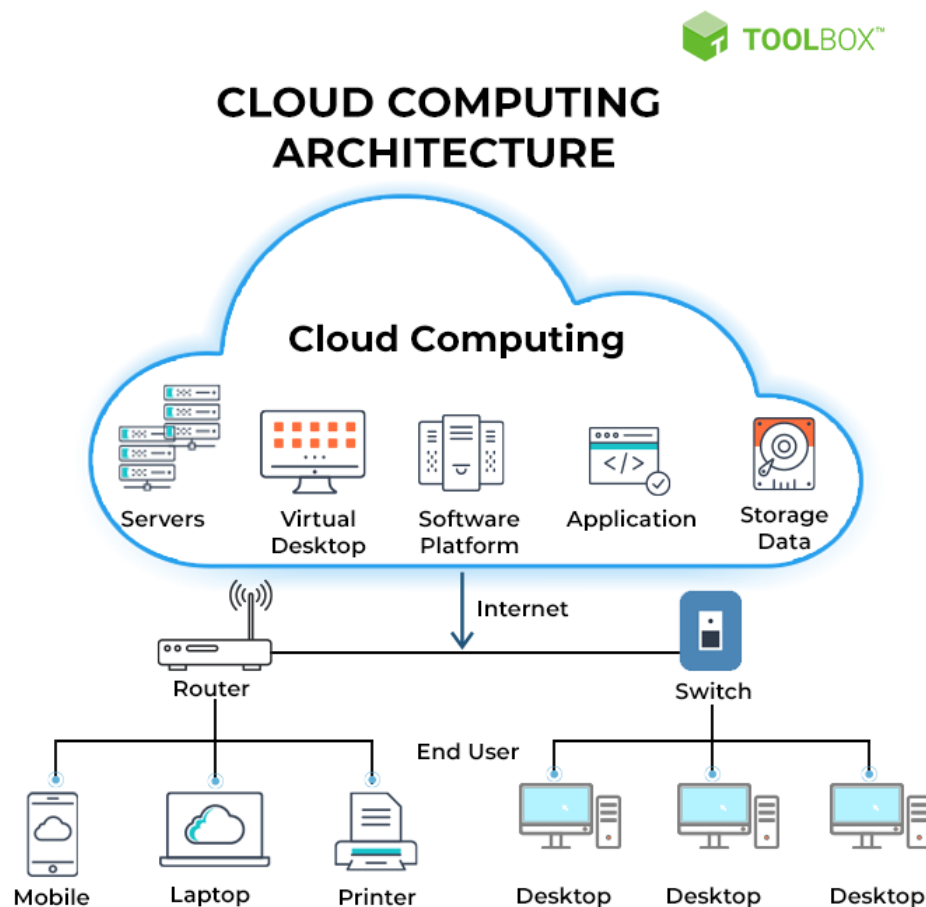 TOOLBOX™
CLOUD COMPUTING
ARCHITECTURE
Cloud Computing
Servers
Virtual
Desktop
Software
Platform
Application
Storage
Data
Internet
Router
Switch
End User
Mobile
Laptop
Printer
Desktop
Desktop
Desktop